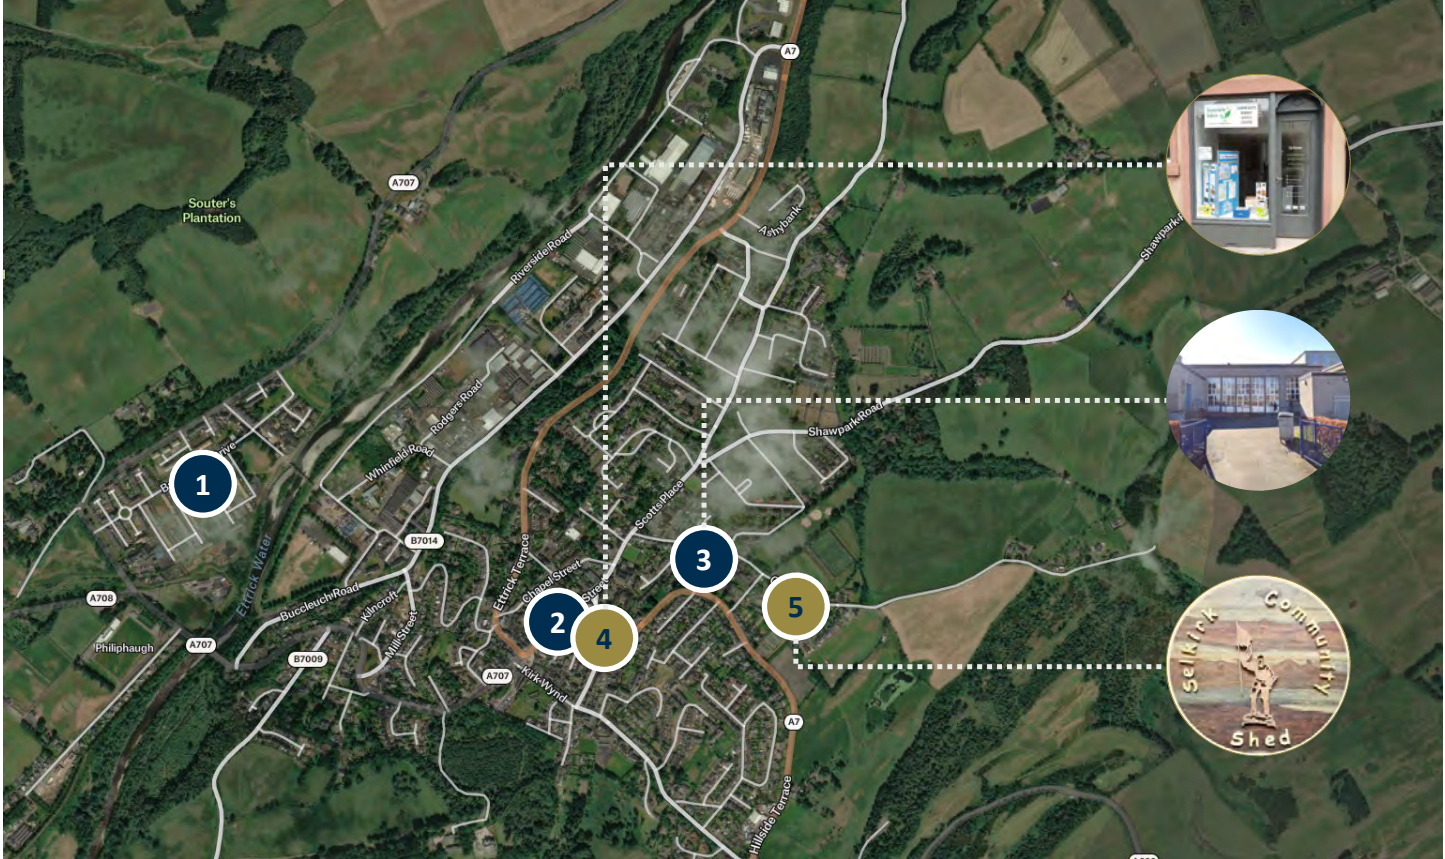 A7
A707
Souter's
Plantation
Ashybank
Riverside Road
Rodgers Road
Whinfield Road
Shawpark Road
Scotts Place
1
B7014
Ettrick Water
Ettrick Terrace
Chapel Street
Street
3
A708
Buccleuch Road
Kilncroft
Mill Street
2
4
5
Philiphaugh
A707
B7009
A707
Kirk Wynd
A7
Hillside Terrace
Selkirk Community
Shed